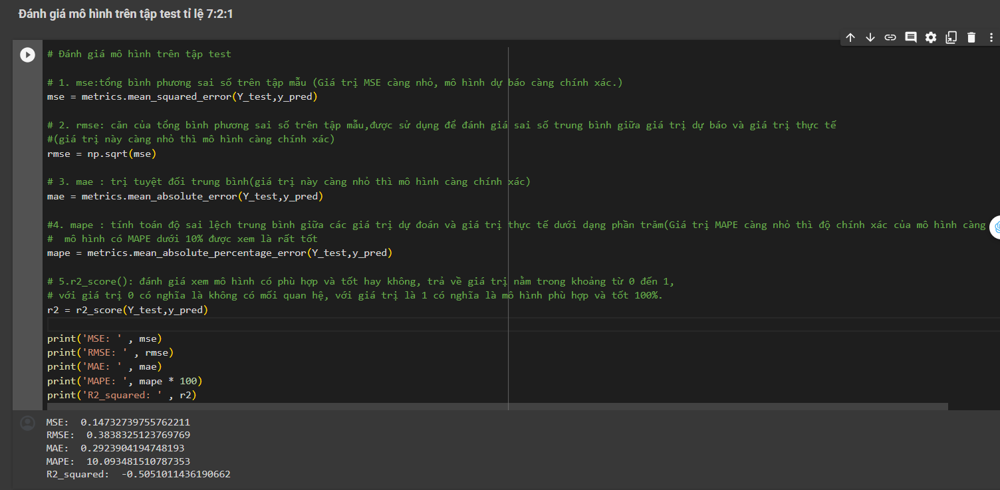 Đánh giá mô hình trên tập test tỉ lệ 7:2:1
# Đánh giá mô hình trên tập test
# 1. mse:tổng bình phương sai số trên tập mẫu (Giá trị MSE càng nhỏ, mô hình dự báo càng chính xác.)
mse = metrics.mean_squared_error(Y_test,y_pred)
# 2. rmse: căn của tổng bình phương sai số trên tập mẫu,được sử dụng để đánh giá sai số trung bình giữa giá trị dự báo và giá trị thực tế
#(giá trị này càng nhỏ thì mô hình càng chính xác)
rmse = np.sqrt(mse)
# 3. mae : trị tuyệt đối trung bình(giá trị này càng nhỏ thì mô hình càng chính xác)
mae = metrics.mean_absolute_error(Y_test,y_pred)
#4. mape : tính toán độ sai lệch trung bình giữa các giá trị dự đoán và giá trị thực tế dưới dạng phần trăm(Giá trị MAPE càng nhỏ thì độ chính xác của mô hình càng
#  mô hình có MAPE dưới 10% được xem là rất tốt
mape = metrics.mean_absolute_percentage_error(Y_test,y_pred)
# 5.r2_score(): đánh giá xem mô hình có phù hợp và tốt hay không, trả về giá trị nằm trong khoảng từ 0 đến 1,
# với giá trị 0 có nghĩa là không có mối quan hệ, với giá trị là 1 có nghĩa là mô hình phù hợp và tốt 100%.
r2 = r2_score(Y_test,y_pred)
print('MSE: ' , mse)
print('RMSE: ' , rmse)
print('MAE: ' , mae)
print('MAPE: ', mape * 100)
print('R2_squared: ' , r2)
MSE:  0.14732739755762211
RMSE:  0.3838325123769769
MAE:  0.2923904194748193
MAPE:  10.093481510787353
R2_squared:  -0.5051011436190662